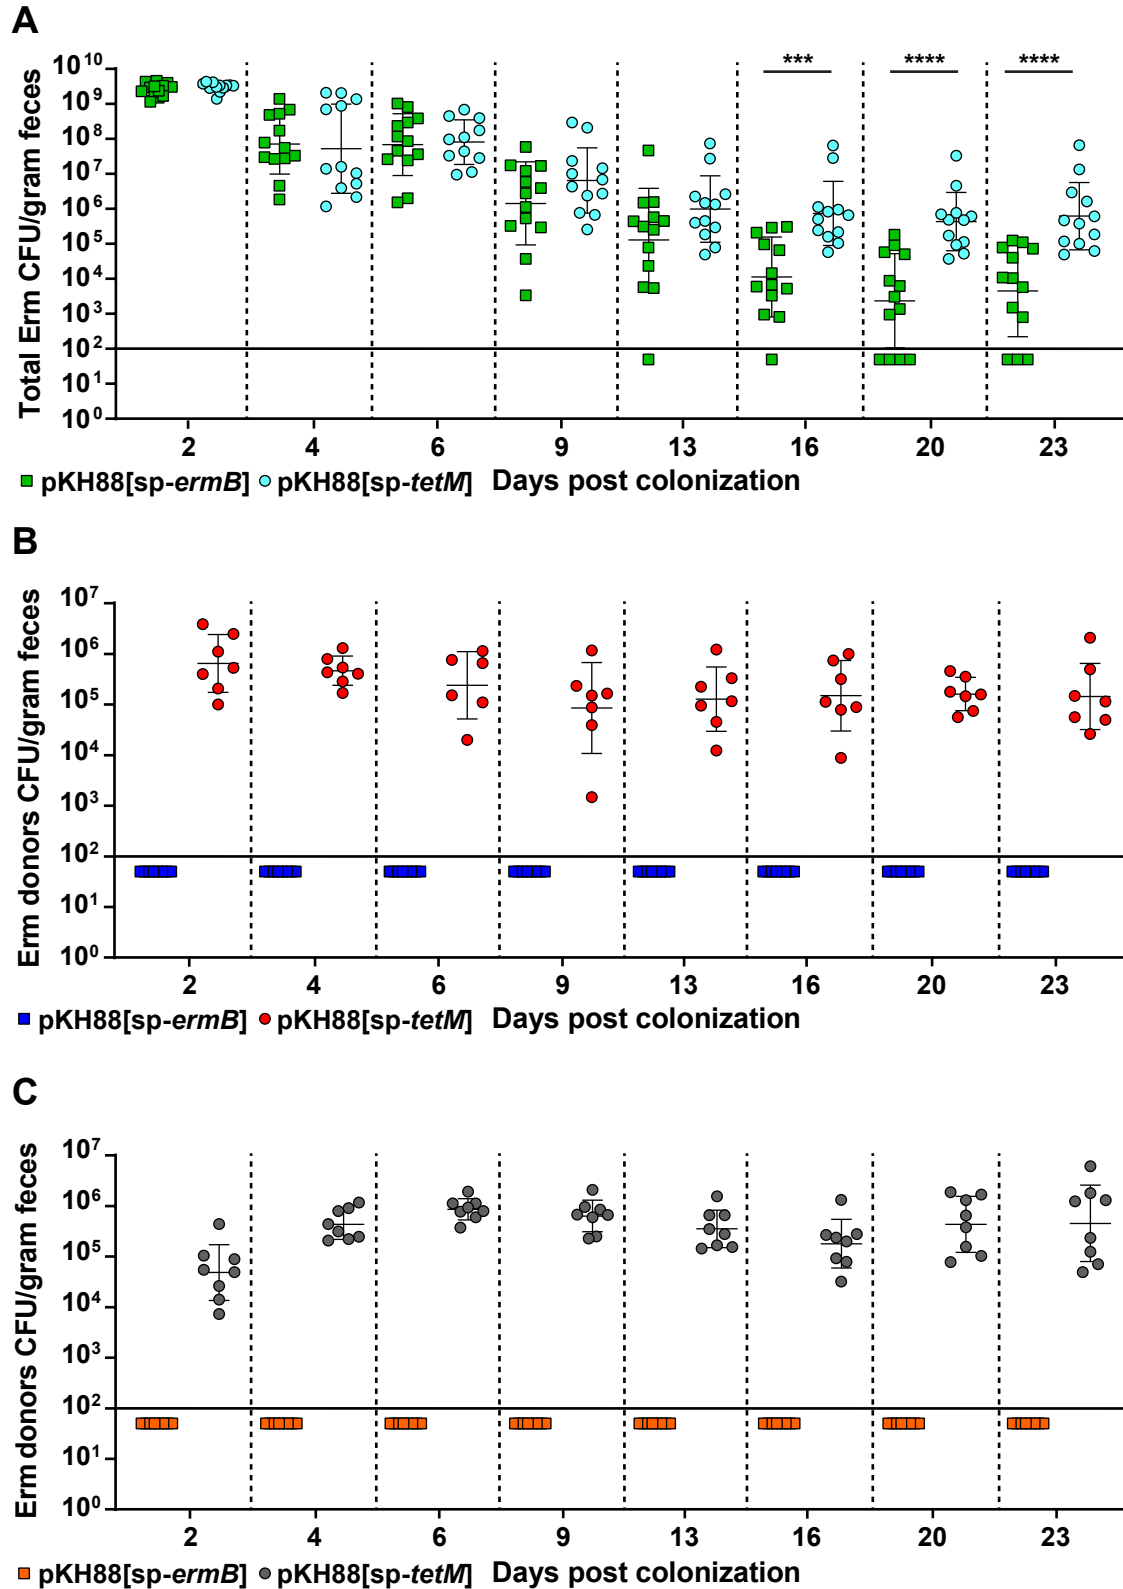 A
Total Erm CFU/gram feces
10^10
10^9
10^8
10^7
10^6
10^5
10^4
10^3
10^2
10^1
10^0
*** **** ****
2 4 6 9 13 16 20 23
pKH88[sp-ermB] pKH88[sp-tetM] Days post colonization
B
Erm donors CFU/gram feces
10^7
10^6
10^5
10^4
10^3
10^2
10^1
10^0
2 4 6 9 13 16 20 23
pKH88[sp-ermB] pKH88[sp-tetM] Days post colonization
C
Erm donors CFU/gram feces
10^7
10^6
10^5
10^4
10^3
10^2
10^1
10^0
2 4 6 9 13 16 20 23
pKH88[sp-ermB] pKH88[sp-tetM] Days post colonization